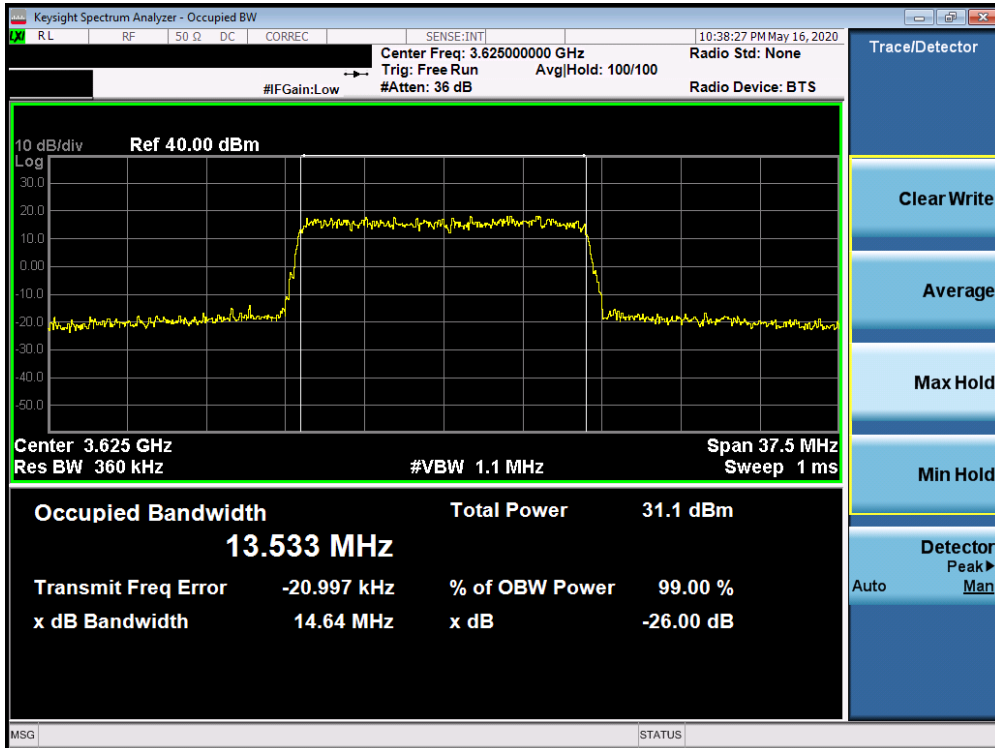 Keysight Spectrum Analyzer - Occupied BW
LXI RL RF 50 Ω DC CORREC SENSE:INT 10:38:27 PM May 16, 2020
Center Freq: 3.625000000 GHz Radio Std: None
Trig: Free Run Avg|Hold: 100/100
#IFGain:Low #Atten: 36 dB Radio Device: BTS
10 dB/div Ref 40.00 dBm
Log
30.0
20.0
10.0
0.00
-10.0
-20.0
-30.0
-40.0
-50.0
Center 3.625 GHz Span 37.5 MHz
Res BW 360 kHz #VBW 1.1 MHz Sweep 1 ms
Occupied Bandwidth Total Power 31.1 dBm
13.533 MHz
Transmit Freq Error -20.997 kHz % of OBW Power 99.00 %
x dB Bandwidth 14.64 MHz x dB -26.00 dB
Trace/Detector
Clear Write
Average
Max Hold
Min Hold
Detector
Peak▶
Auto Man
MSG STATUS